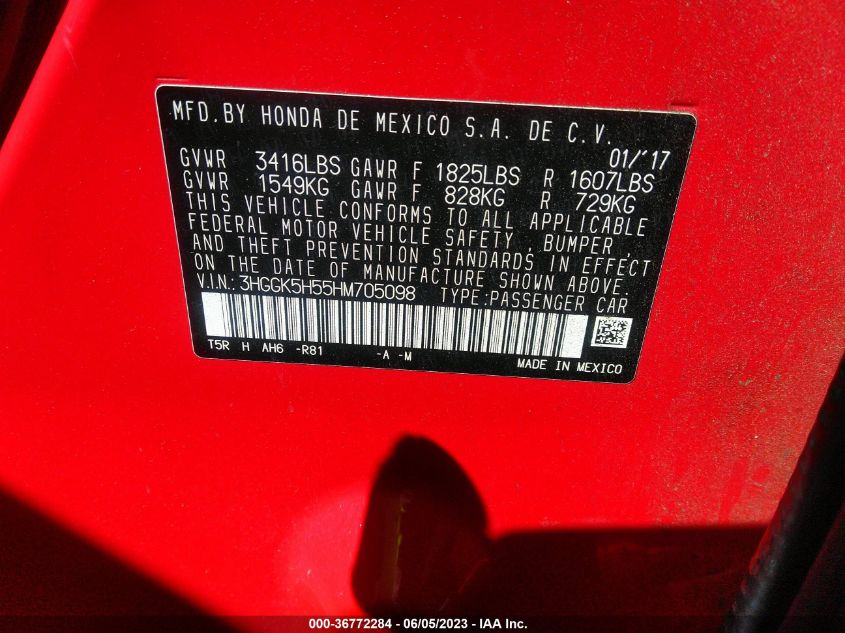 MFD. BY HONDA DE MEXICO S.A. DE C.V.
01/'17
GVWR 3416LBS GAWR F 1825LBS R 1607LBS
GVWR 1549KG GAWR F 828KG R 729KG
THIS VEHICLE CONFORMS TO ALL APPLICABLE
FEDERAL MOTOR VEHICLE SAFETY , BUMPER ,
AND THEFT PREVENTION STANDARDS IN EFFECT
ON THE DATE OF MANUFACTURE SHOWN ABOVE.
V.I.N.:3HGGK5H55HM705098 TYPE:PASSENGER CAR
T5R H AH6 -R81 -A -M
MADE IN MEXICO
000-36772284 - 06/05/2023 - IAA Inc.